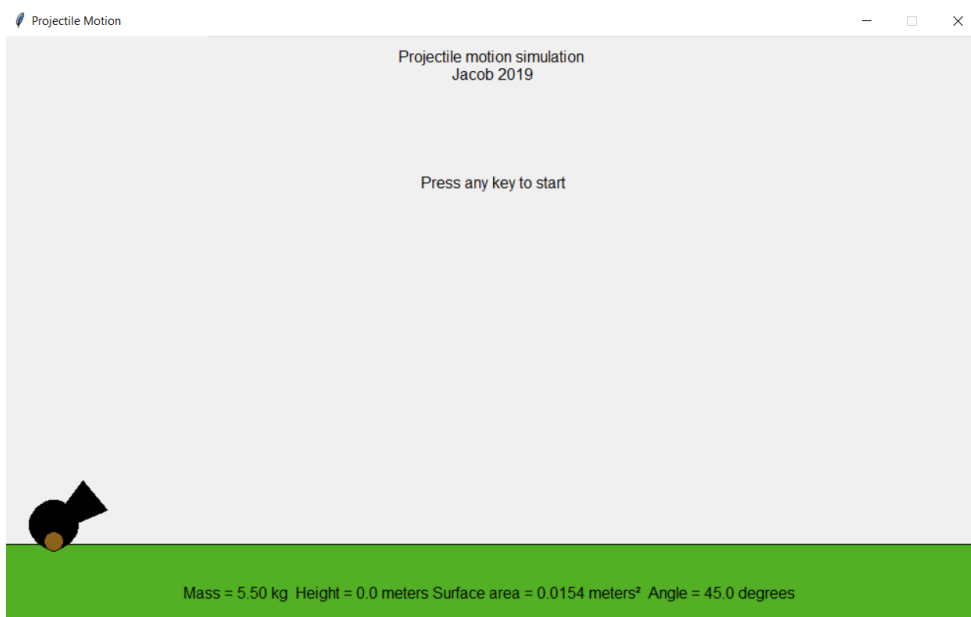 Projectile Motion
Projectile motion simulation
Jacob 2019
Press any key to start
Mass = 5.50 kg  Height = 0.0 meters Surface area = 0.0154 meters²  Angle = 45.0 degrees